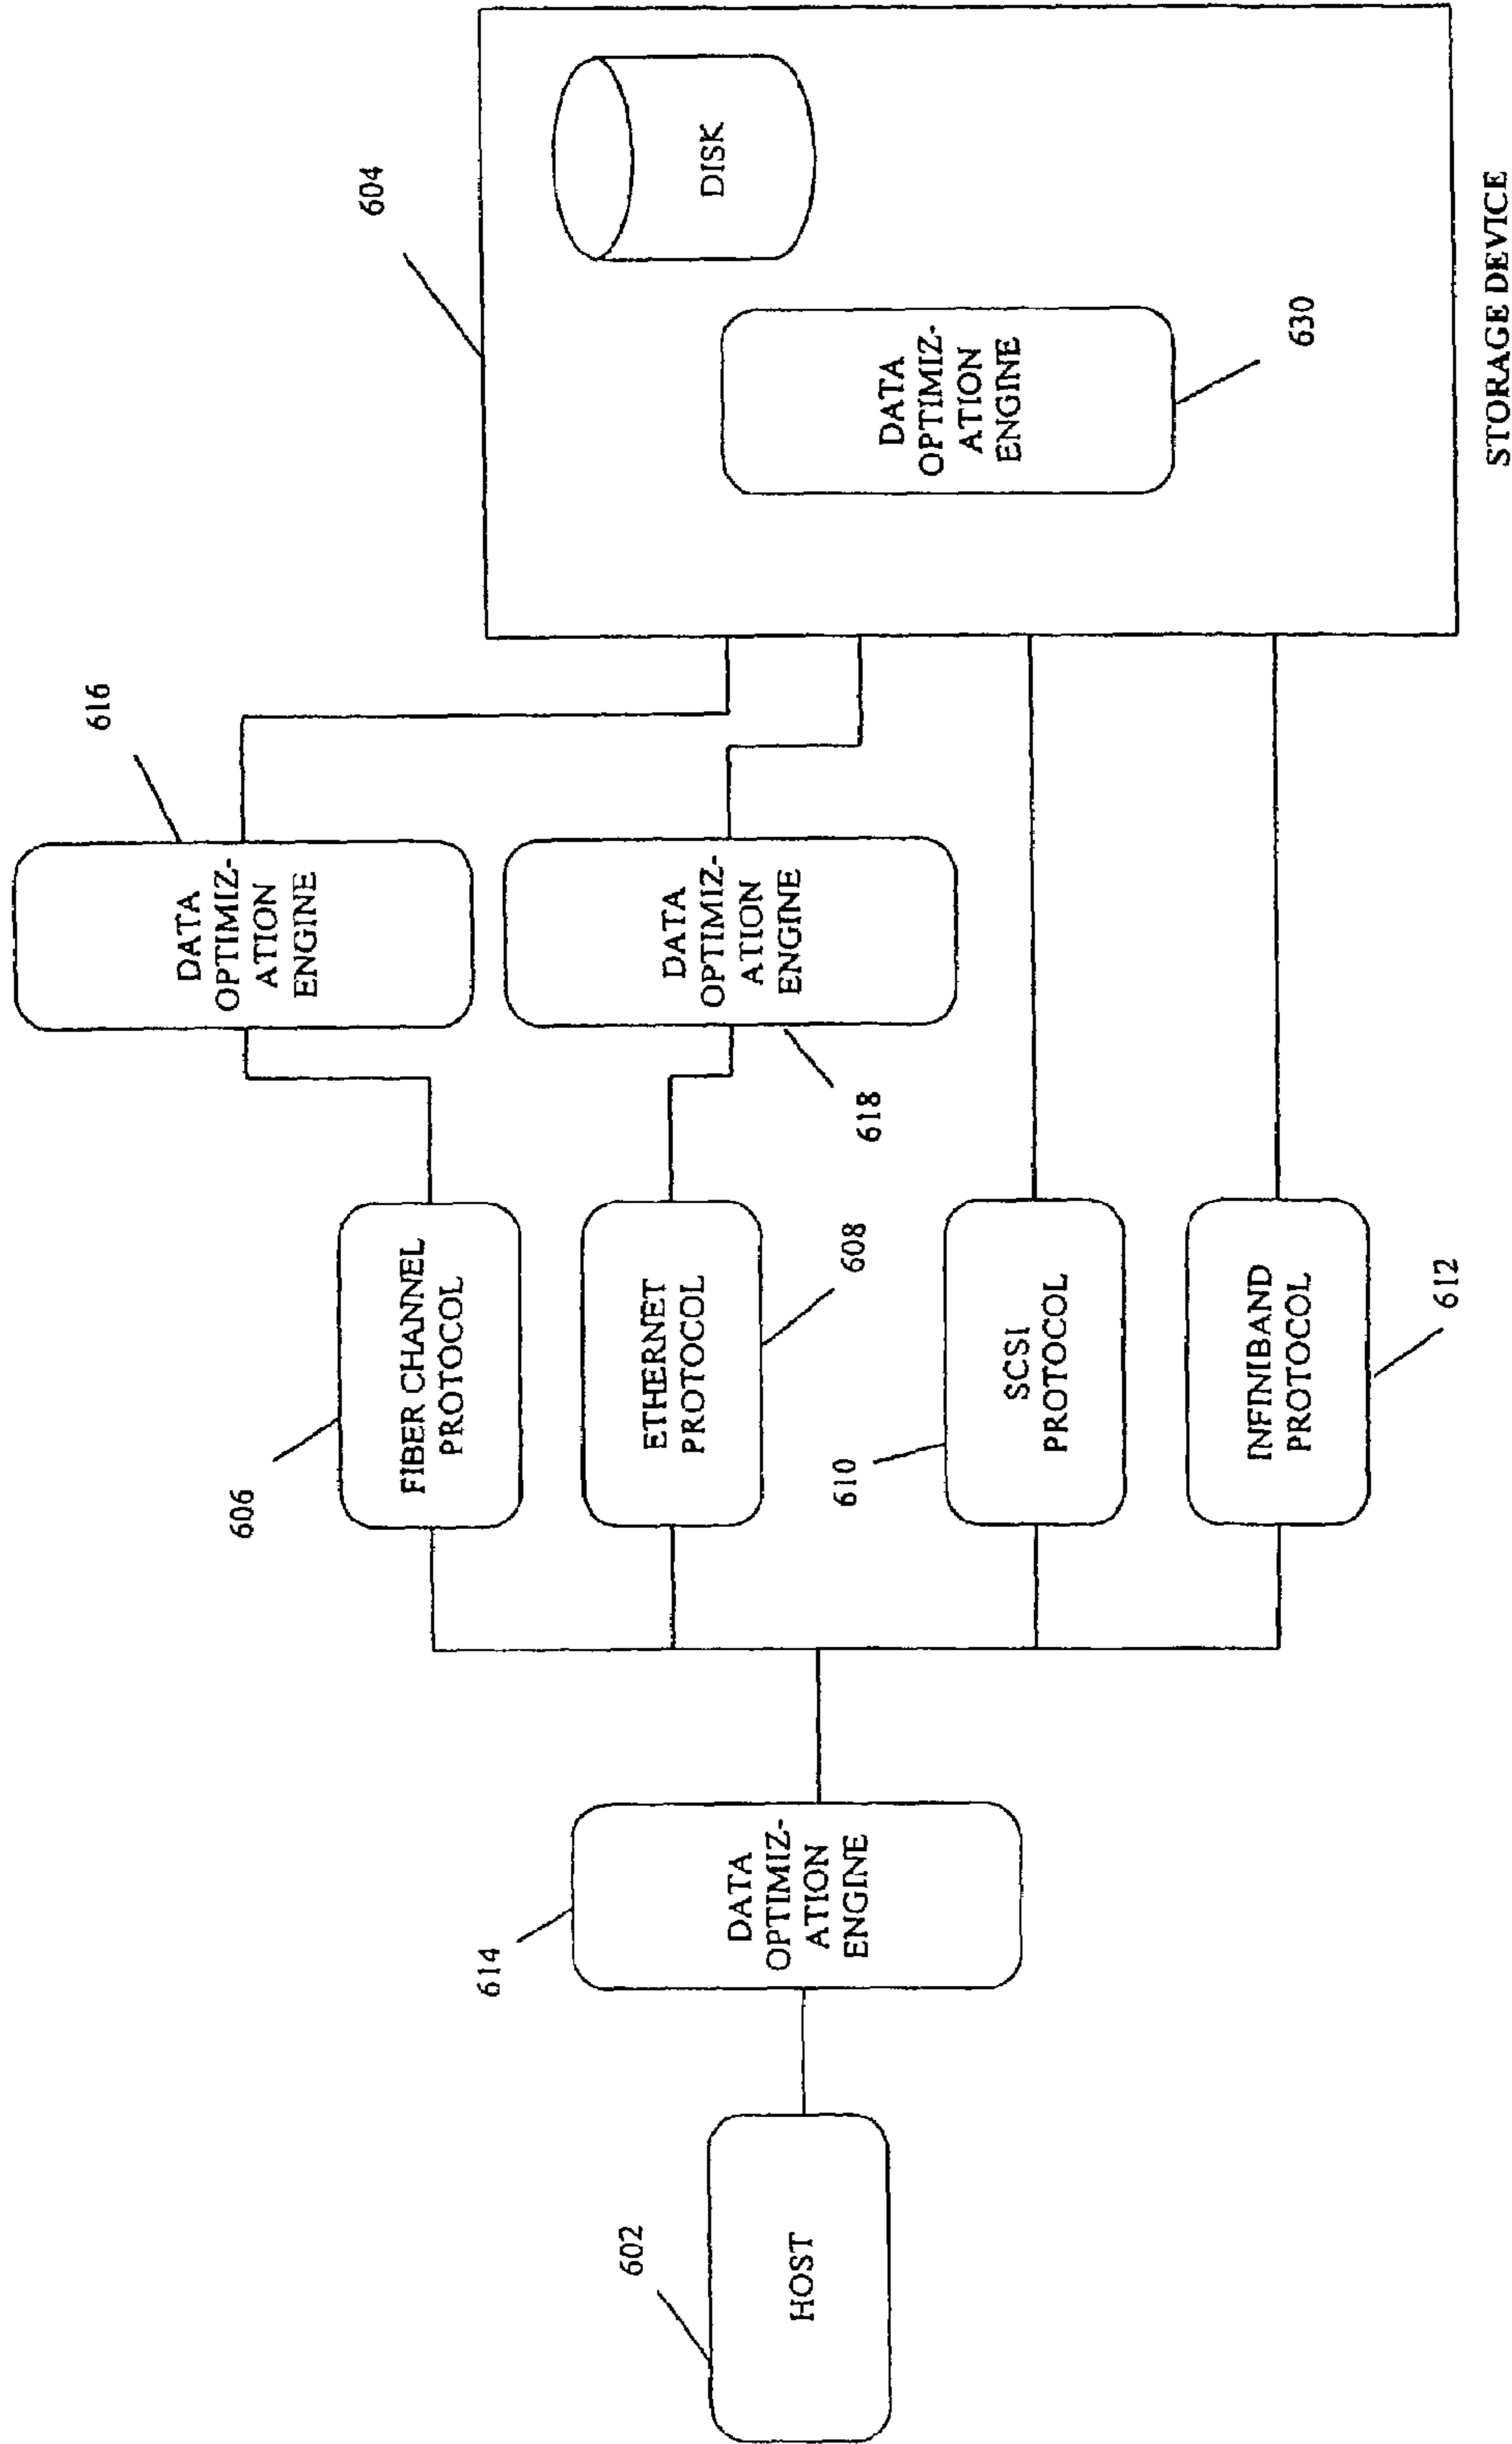 602
HOST
614
DATA
OPTIMIZ-
ATION
ENGINE
606
FIBER CHANNEL
PROTOCOL
ETHERNET
PROTOCOL
608
610
SCSI
PROTOCOL
INFINIBAND
PROTOCOL
612
616
DATA
OPTIMIZ-
ATION
ENGINE
DATA
OPTIMIZ-
ATION
ENGINE
618
604
DISK
DATA
OPTIMIZ-
ATION
ENGINE
630
STORAGE DEVICE